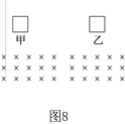 甲 乙
× × × × × × × × × ×
× × × × × × × × × ×
× × × × × × × × × ×
图8